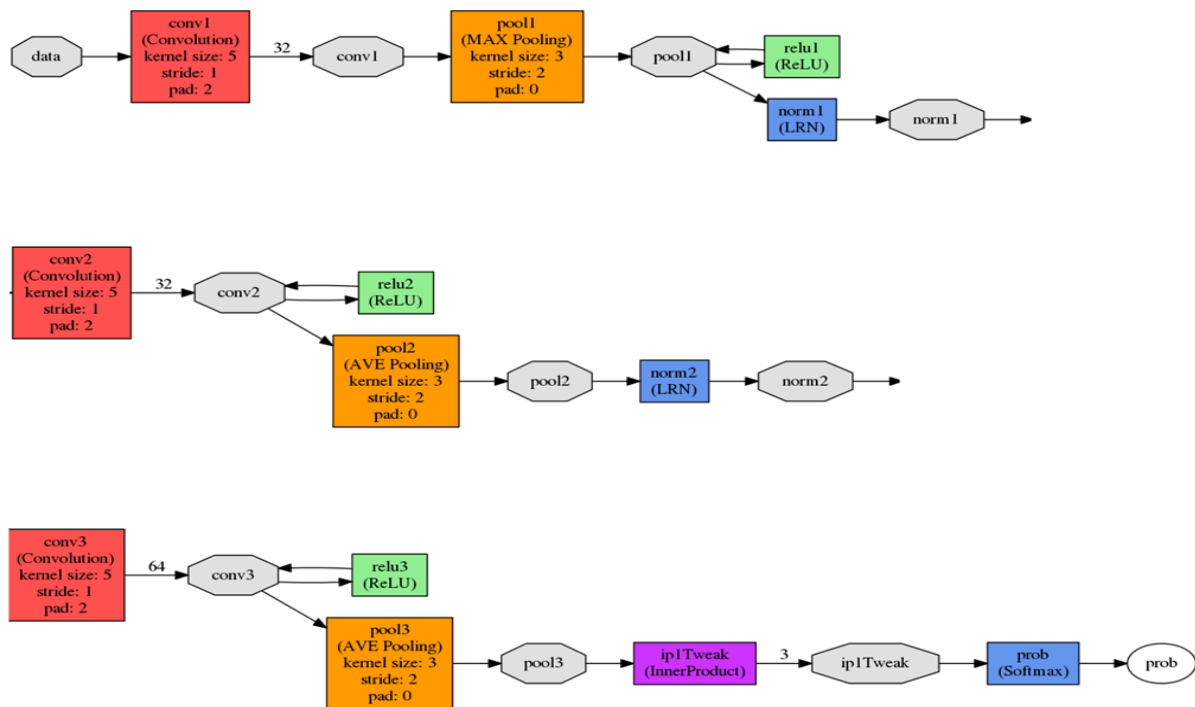 data
conv1
(Convolution)
kernel size: 5
stride: 1
pad: 2
32
conv1
pool1
(MAX Pooling)
kernel size: 3
stride: 2
pad: 0
pool1
relu1
(ReLU)
norm1
(LRN)
norm1
conv2
(Convolution)
kernel size: 5
stride: 1
pad: 2
32
conv2
relu2
(ReLU)
pool2
(AVE Pooling)
kernel size: 3
stride: 2
pad: 0
pool2
norm2
(LRN)
norm2
conv3
(Convolution)
kernel size: 5
stride: 1
pad: 2
64
conv3
relu3
(ReLU)
pool3
(AVE Pooling)
kernel size: 3
stride: 2
pad: 0
pool3
ip1Tweak
(InnerProduct)
3
ip1Tweak
prob
(Softmax)
prob